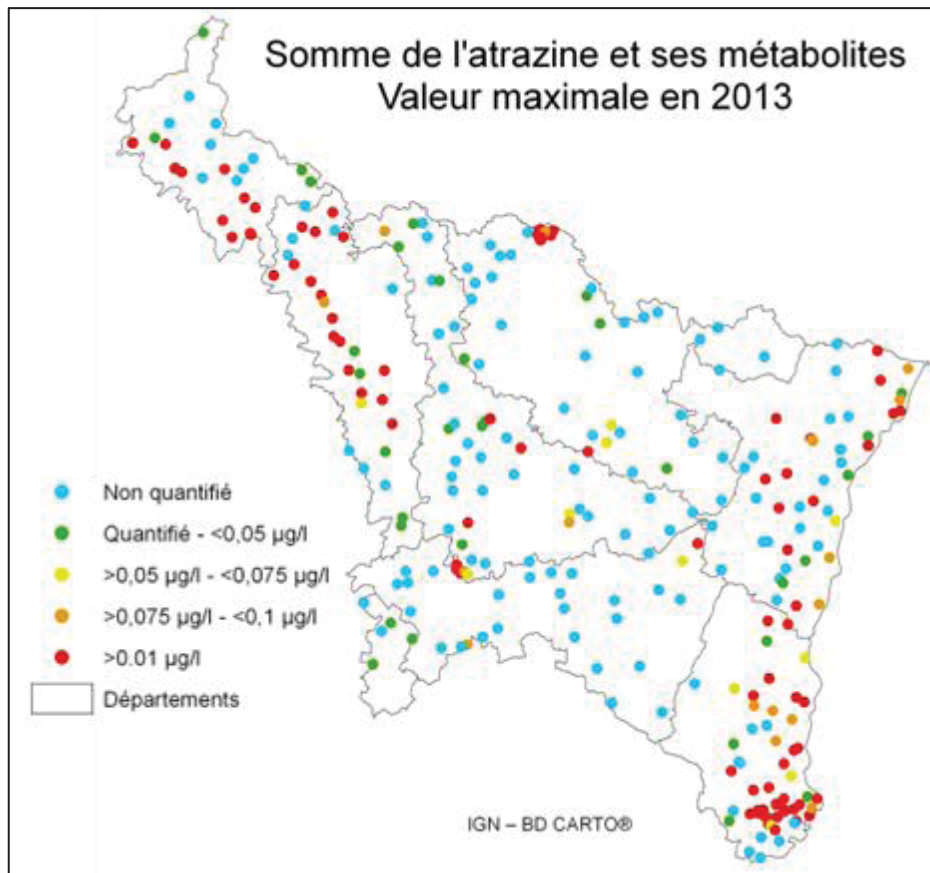 Somme de l'atrazine et ses métabolites
Valeur maximale en 2013
Non quantifié
Quantifié - <0,05 µg/l
>0,05 µg/l - <0,075 µg/l
>0,075 µg/l - <0,1 µg/l
>0.01 µg/l
Départements
IGN – BD CARTO®